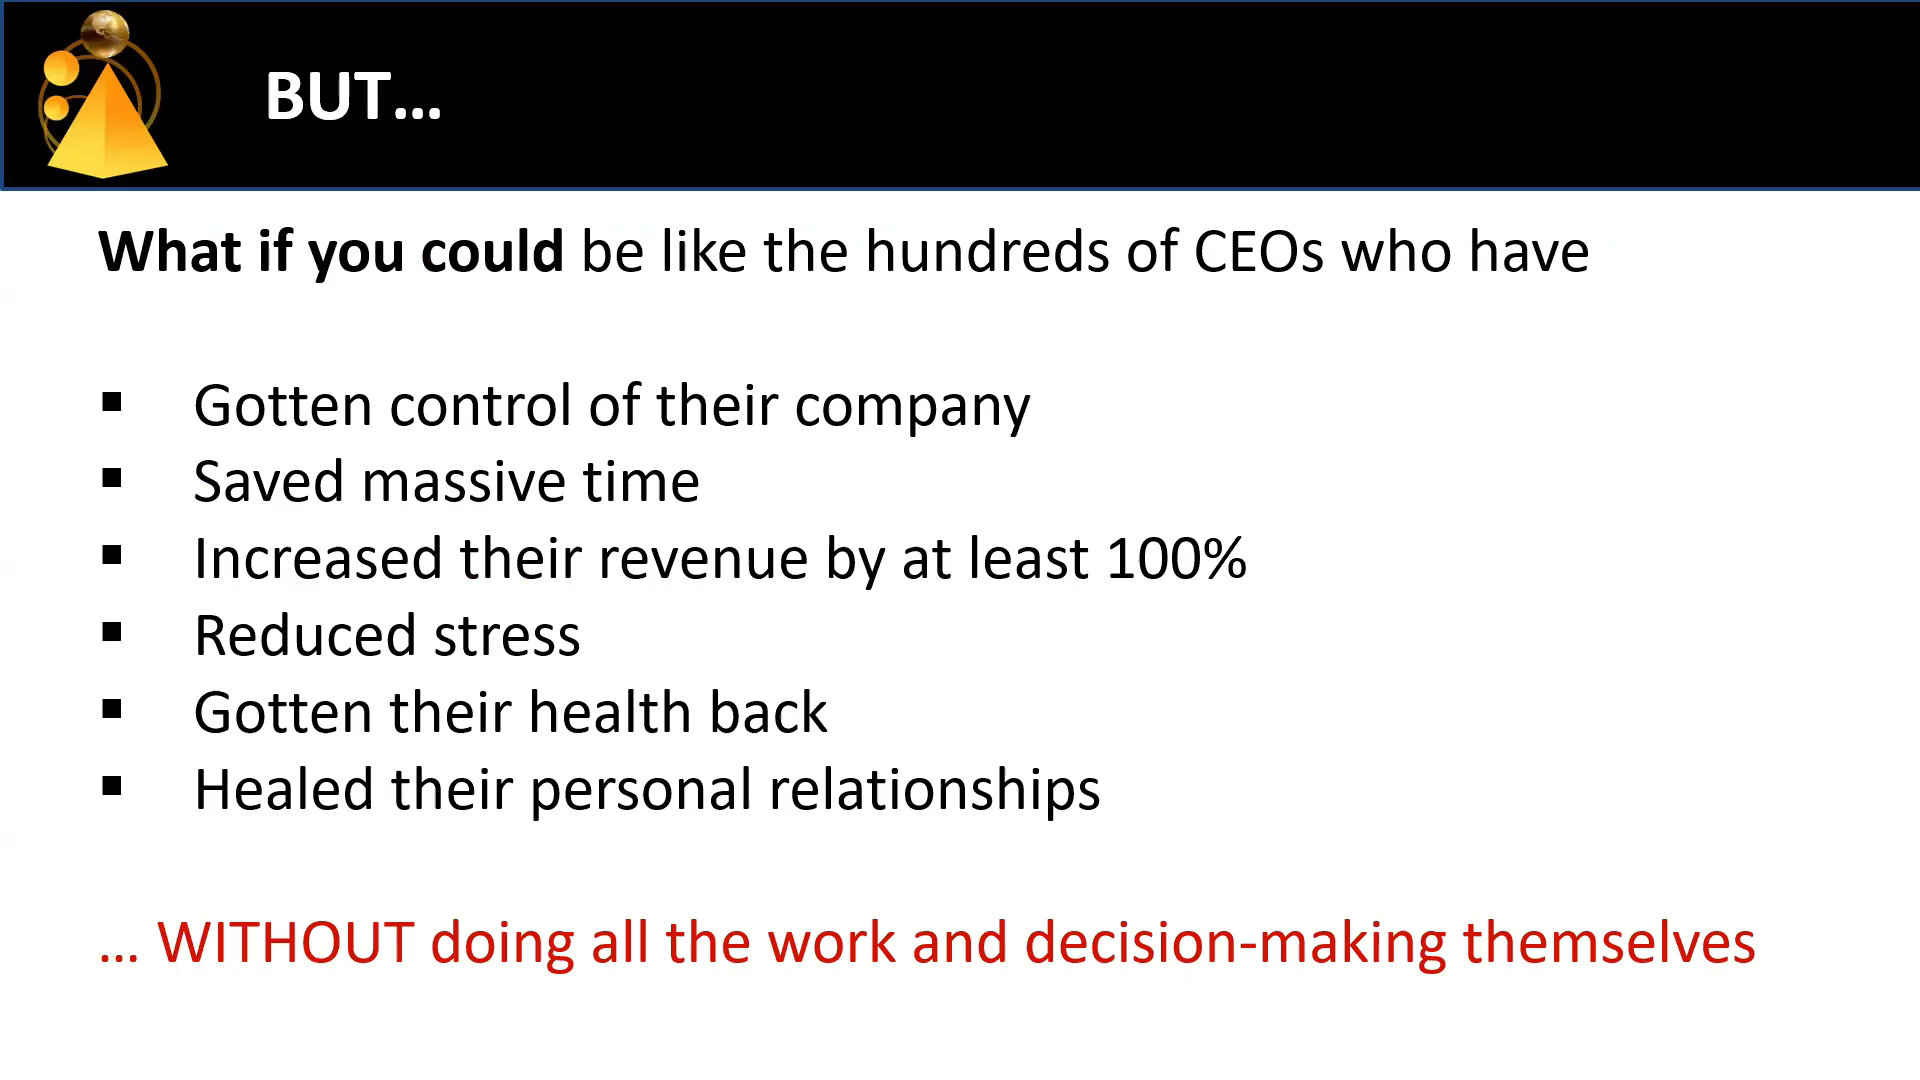 BUT...
What if you could be like the hundreds of CEOs who have
▪ Gotten control of their company
▪ Saved massive time
▪ Increased their revenue by at least 100%
▪ Reduced stress
▪ Gotten their health back
▪ Healed their personal relationships
... WITHOUT doing all the work and decision-making themselves